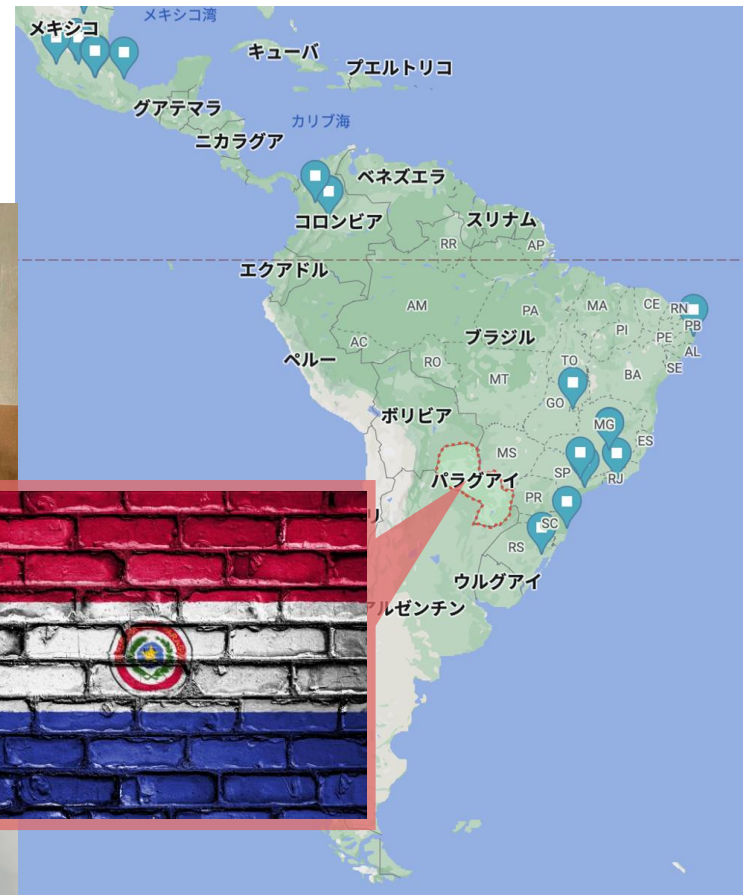 メキシコ湾
メキシコ
キューバ
プエルトリコ
グアテマラ
カリブ海
ニカラグア
ベネズエラ
コロンビア
スリナム
RR
AP
エクアドル
AM
PA
MA
CE
RN
PB
PI
PE
ブラジル
AC
ペルー
RO
TO
AL
SE
MT
BA
GO
ボリビア
MG
ES
MS
パラグアイ
SP
RJ
PR
リ
SC
RS
ウルグアイ
アルゼンチン